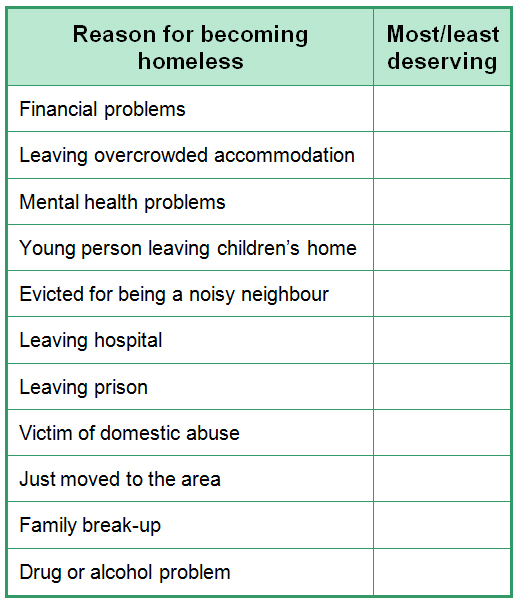 Reason for becoming
homeless
Most/least
deserving
Financial problems
Leaving overcrowded accommodation
Mental health problems
Young person leaving children’s home
Evicted for being a noisy neighbour
Leaving hospital
Leaving prison
Victim of domestic abuse
Just moved to the area
Family break-up
Drug or alcohol problem